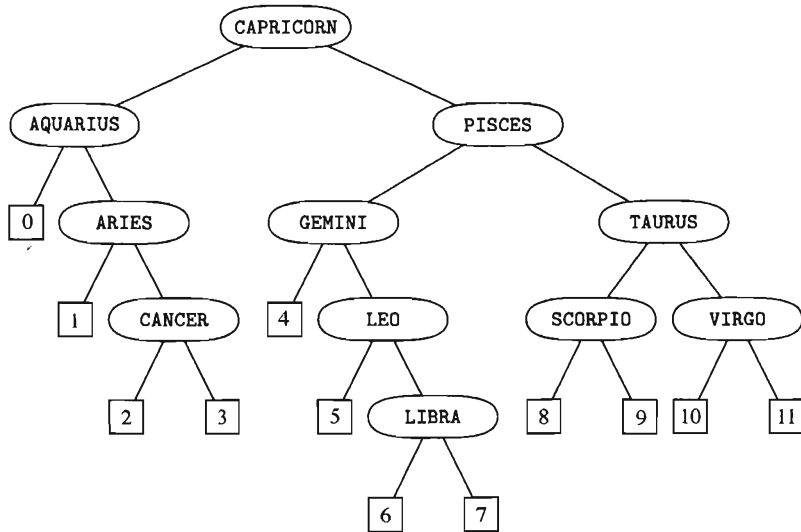 CAPRICORN
AQUARIUS PISCES
0 ARIES GEMINI TAURUS
1 CANCER 4 LEO SCORPIO VIRGO
2 3 5 LIBRA 8 9 10 11
6 7